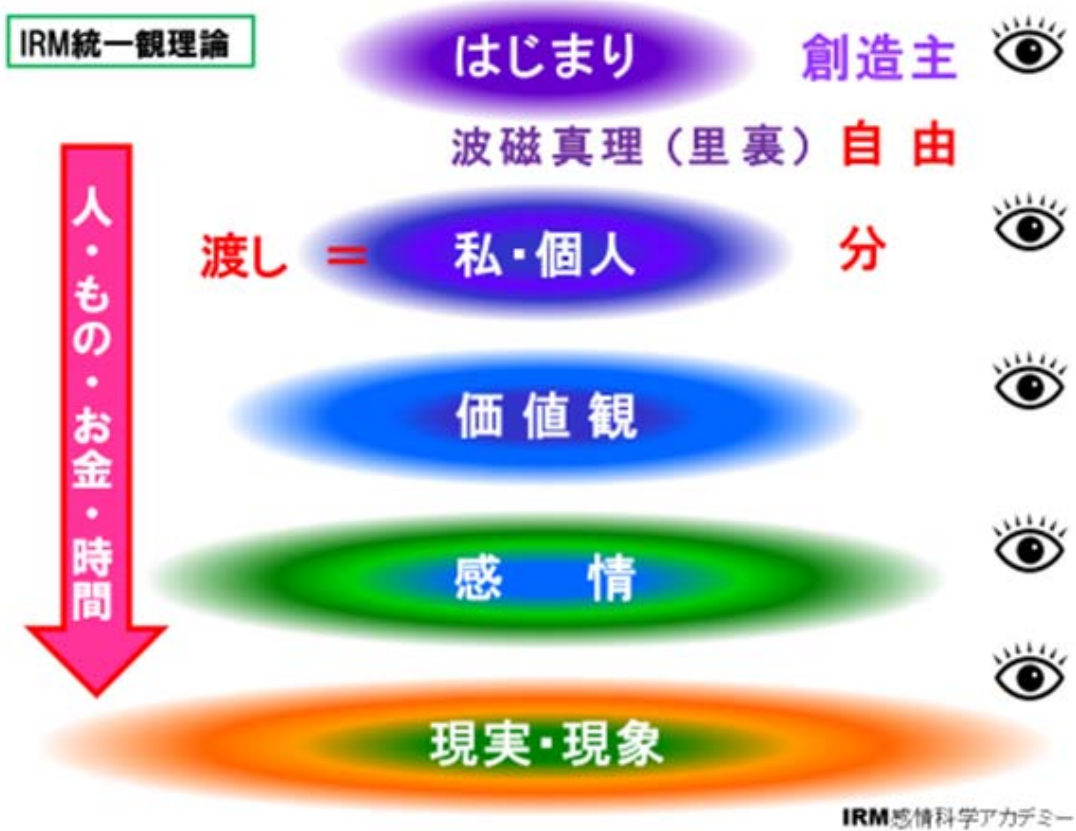 IRM統一観理論
はじまり 創造主
波磁真理（里裏） 自由
渡し ＝ 私・個人 分
人・もの・お金・時間
価値観
感情
現実・現象
IRM感情科学アカデミー